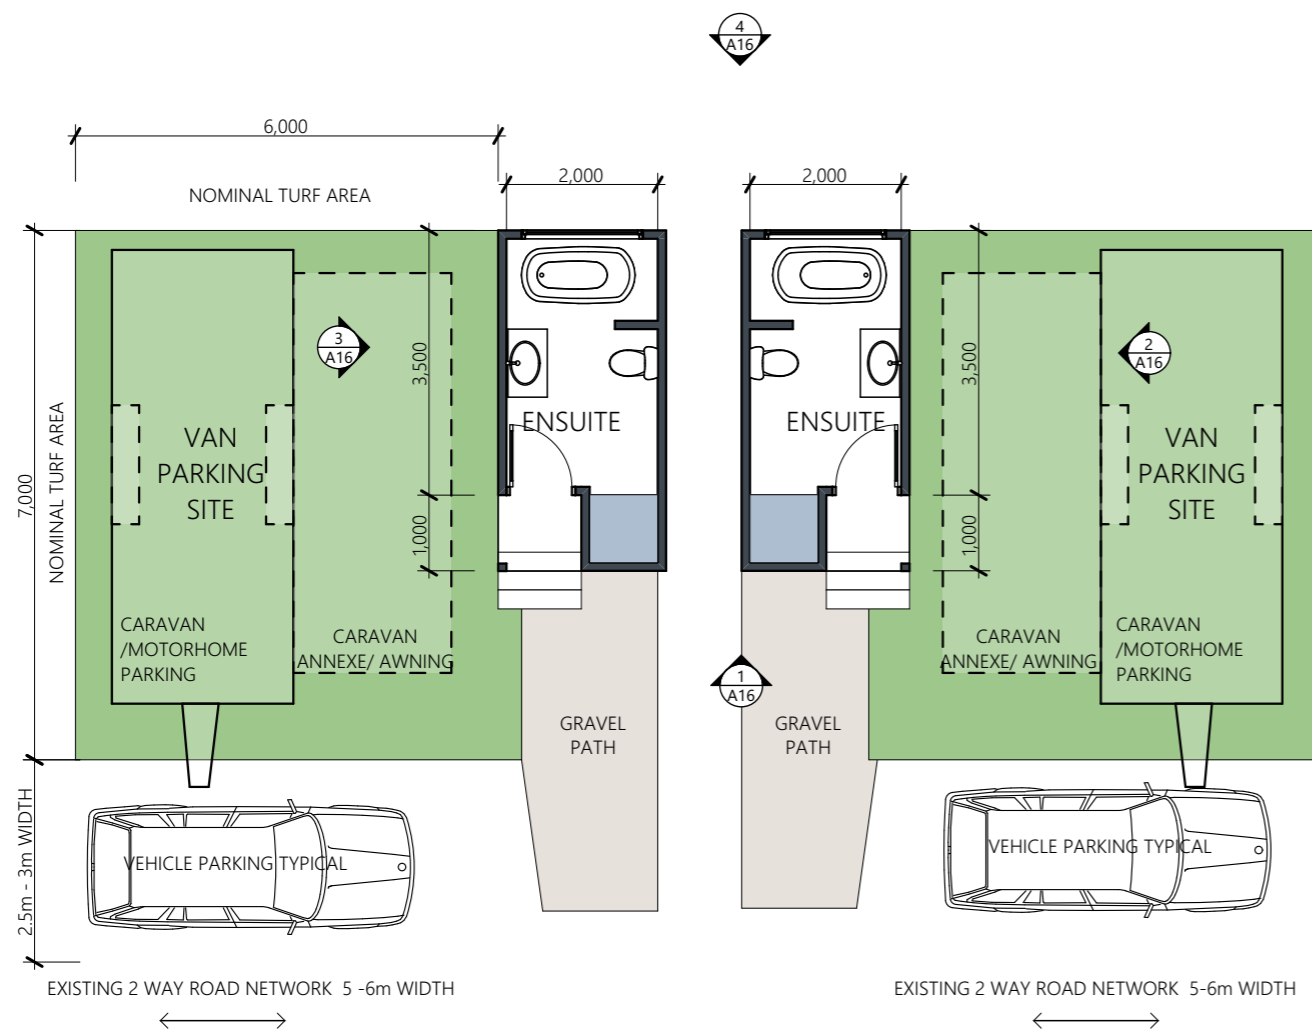 4
A16
6,000
NOMINAL TURF AREA
2,000
2,000
7,000
NOMINAL TURF AREA
3,500
1,000
3
A16
VAN
PARKING
SITE
CARAVAN
/MOTORHOME
PARKING
CARAVAN
ANNEXE/ AWNING
ENSUITE
GRAVEL
PATH
ENSUITE
3,500
1,000
2
A16
VAN
PARKING
SITE
CARAVAN
ANNEXE/ AWNING
CARAVAN
/MOTORHOME
PARKING
1
A16
GRAVEL
PATH
2.5m - 3m WIDTH
VEHICLE PARKING TYPICAL
VEHICLE PARKING TYPICAL
EXISTING 2 WAY ROAD NETWORK 5 -6m WIDTH
EXISTING 2 WAY ROAD NETWORK 5-6m WIDTH